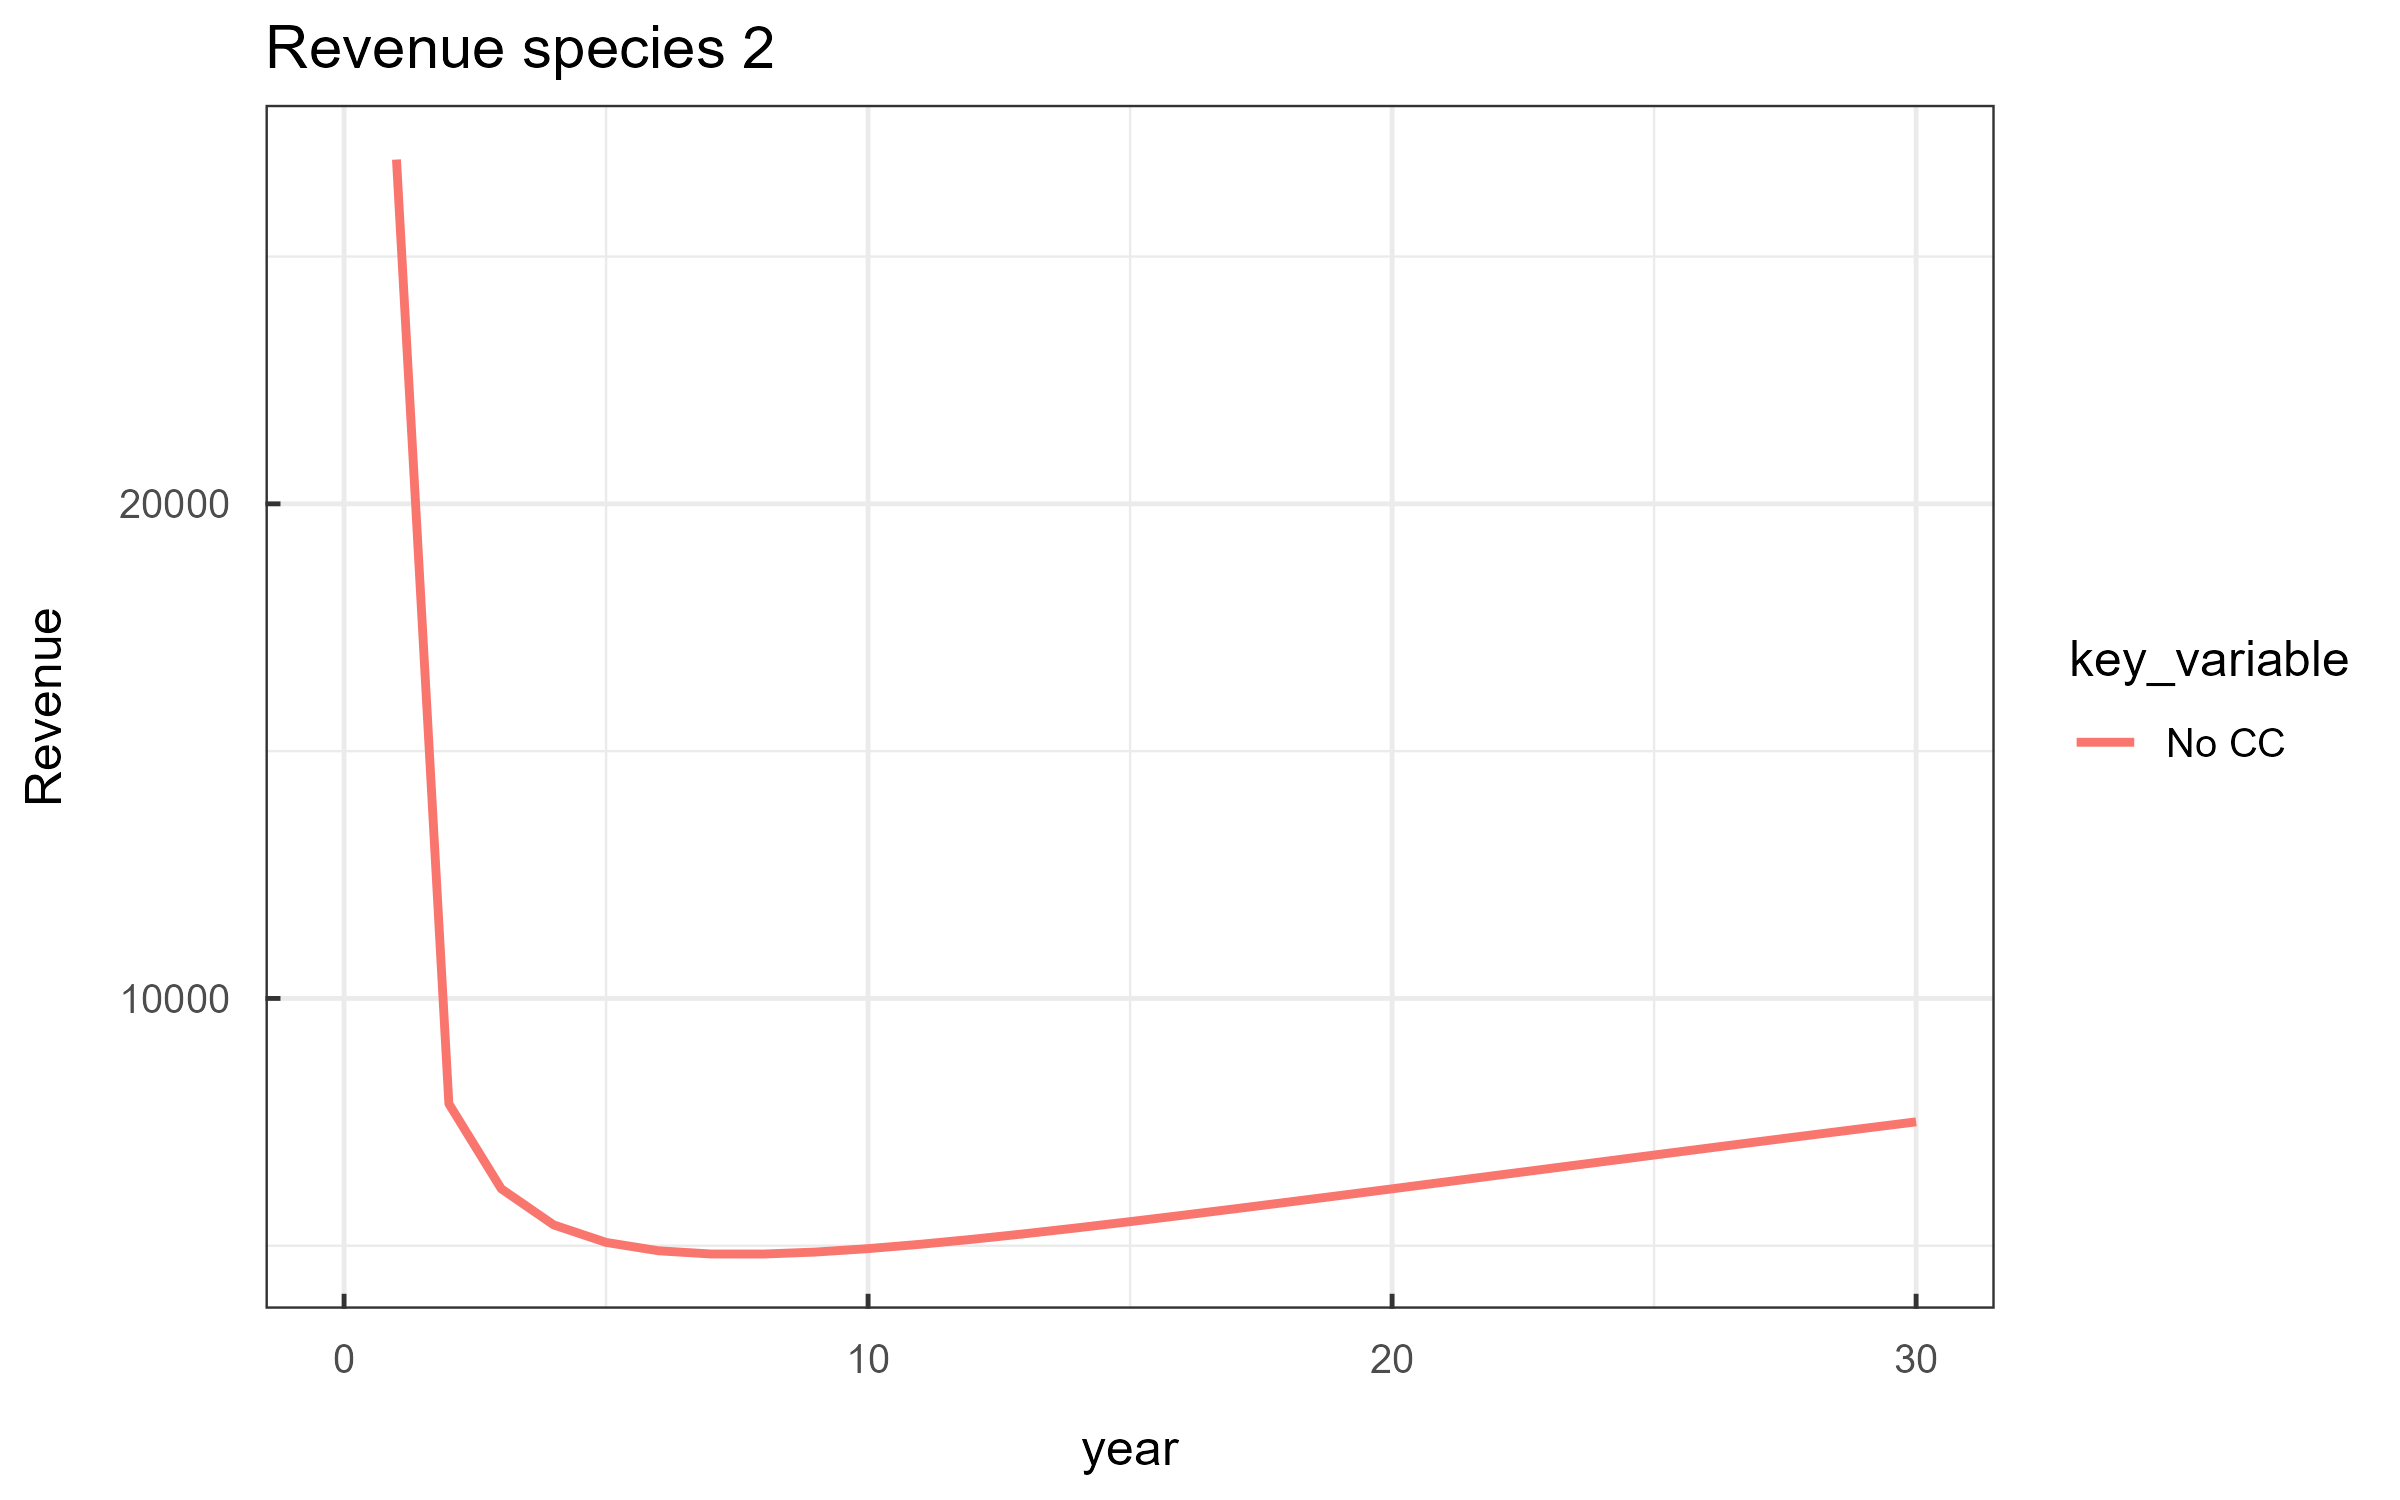 Revenue species 2
Revenue
20000
10000
0 10 20 30
year
key_variable
No CC